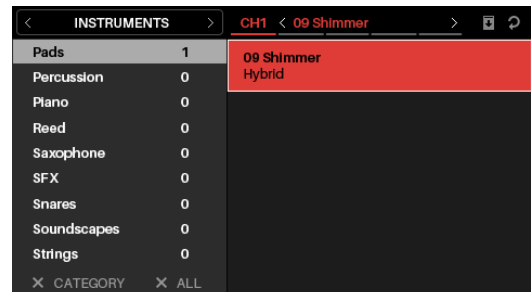 < INSTRUMENTS > CH1 < 09 Shimmer >
Pads 1
Percussion 0
Piano 0
Reed 0
Saxophone 0
SFX 0
Snares 0
Soundscapes 0
Strings 0
× CATEGORY × ALL
09 Shimmer
Hybrid